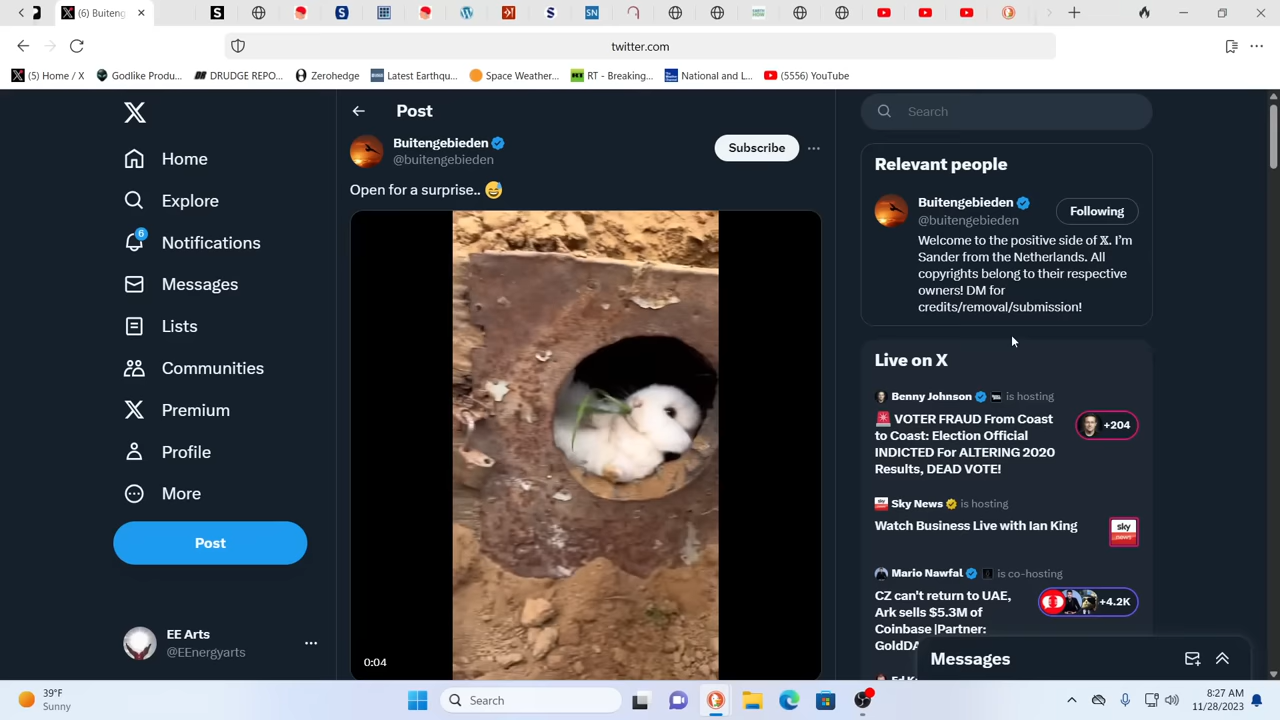 (6) Buiteng
twitter.com
(5) Home / X
Godlike Produ...
DRUDGE REPO...
Zerohedge
Latest Earthqu...
Space Weather...
RT - Breaking...
National and L...
(5556) YouTube
Home
Explore
6
Notifications
Messages
Lists
Communities
Premium
Profile
More
Post
EE Arts
@EEnergyarts
Post
Buitengebieden
@buitengebieden
Subscribe
Open for a surprise.. 😅
0:04
Search
Relevant people
Buitengebieden
@buitengebieden
Following
Welcome to the positive side of 𝕏. I'm
Sander from the Netherlands. All
copyrights belong to their respective
owners! DM for
credits/removal/submission!
Live on X
Benny Johnson is hosting
🚨 VOTER FRAUD From Coast
to Coast: Election Official
INDICTED For ALTERING 2020
Results, DEAD VOTE!
+204
Sky News is hosting
Watch Business Live with Ian King
sky news
Mario Nawfal is co-hosting
CZ can't return to UAE,
Ark sells $5.3M of
Coinbase |Partner:
GoldDA
+4.2K
Messages
39°F
Sunny
Search
8:27 AM
11/28/2023